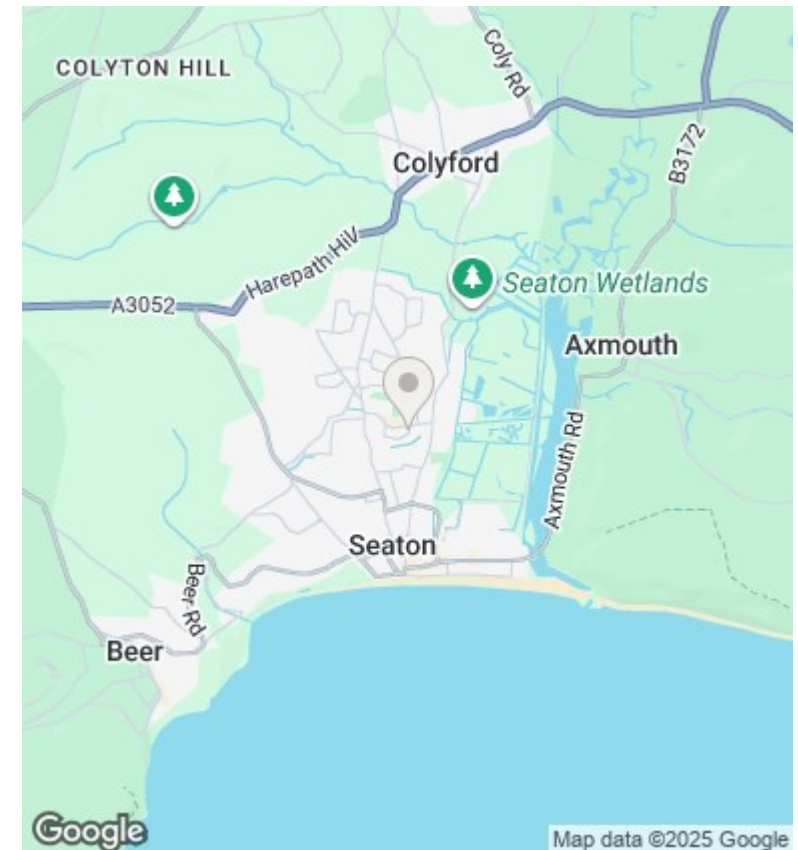 COLYTON HILL
Coly Rd
Colyford
B3172
Harepath Hil
Seaton Wetlands
A3052
Axmouth
Axmouth Rd
Seaton
Beer Rd
Beer
Google
Map data ©2025 Google